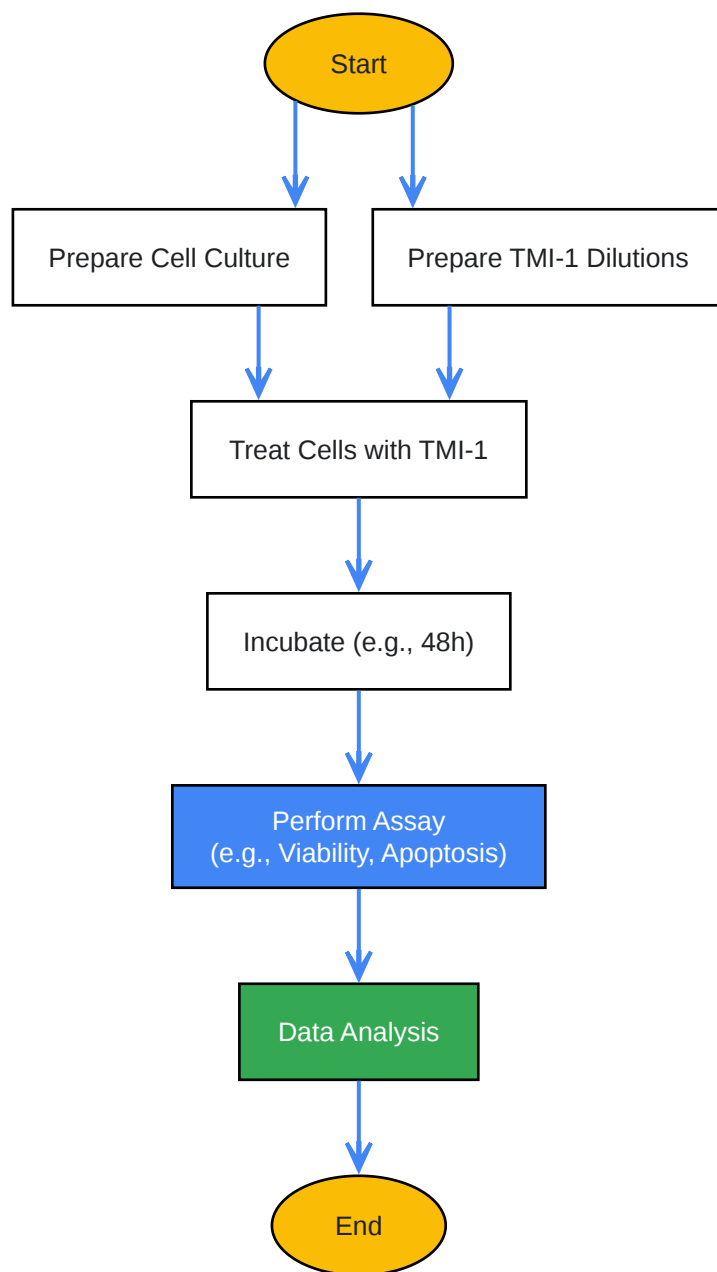 Start
Prepare Cell Culture
Prepare TMI-1 Dilutions
Treat Cells with TMI-1
Incubate (e.g., 48h)
Perform Assay
(e.g., Viability, Apoptosis)
Data Analysis
End